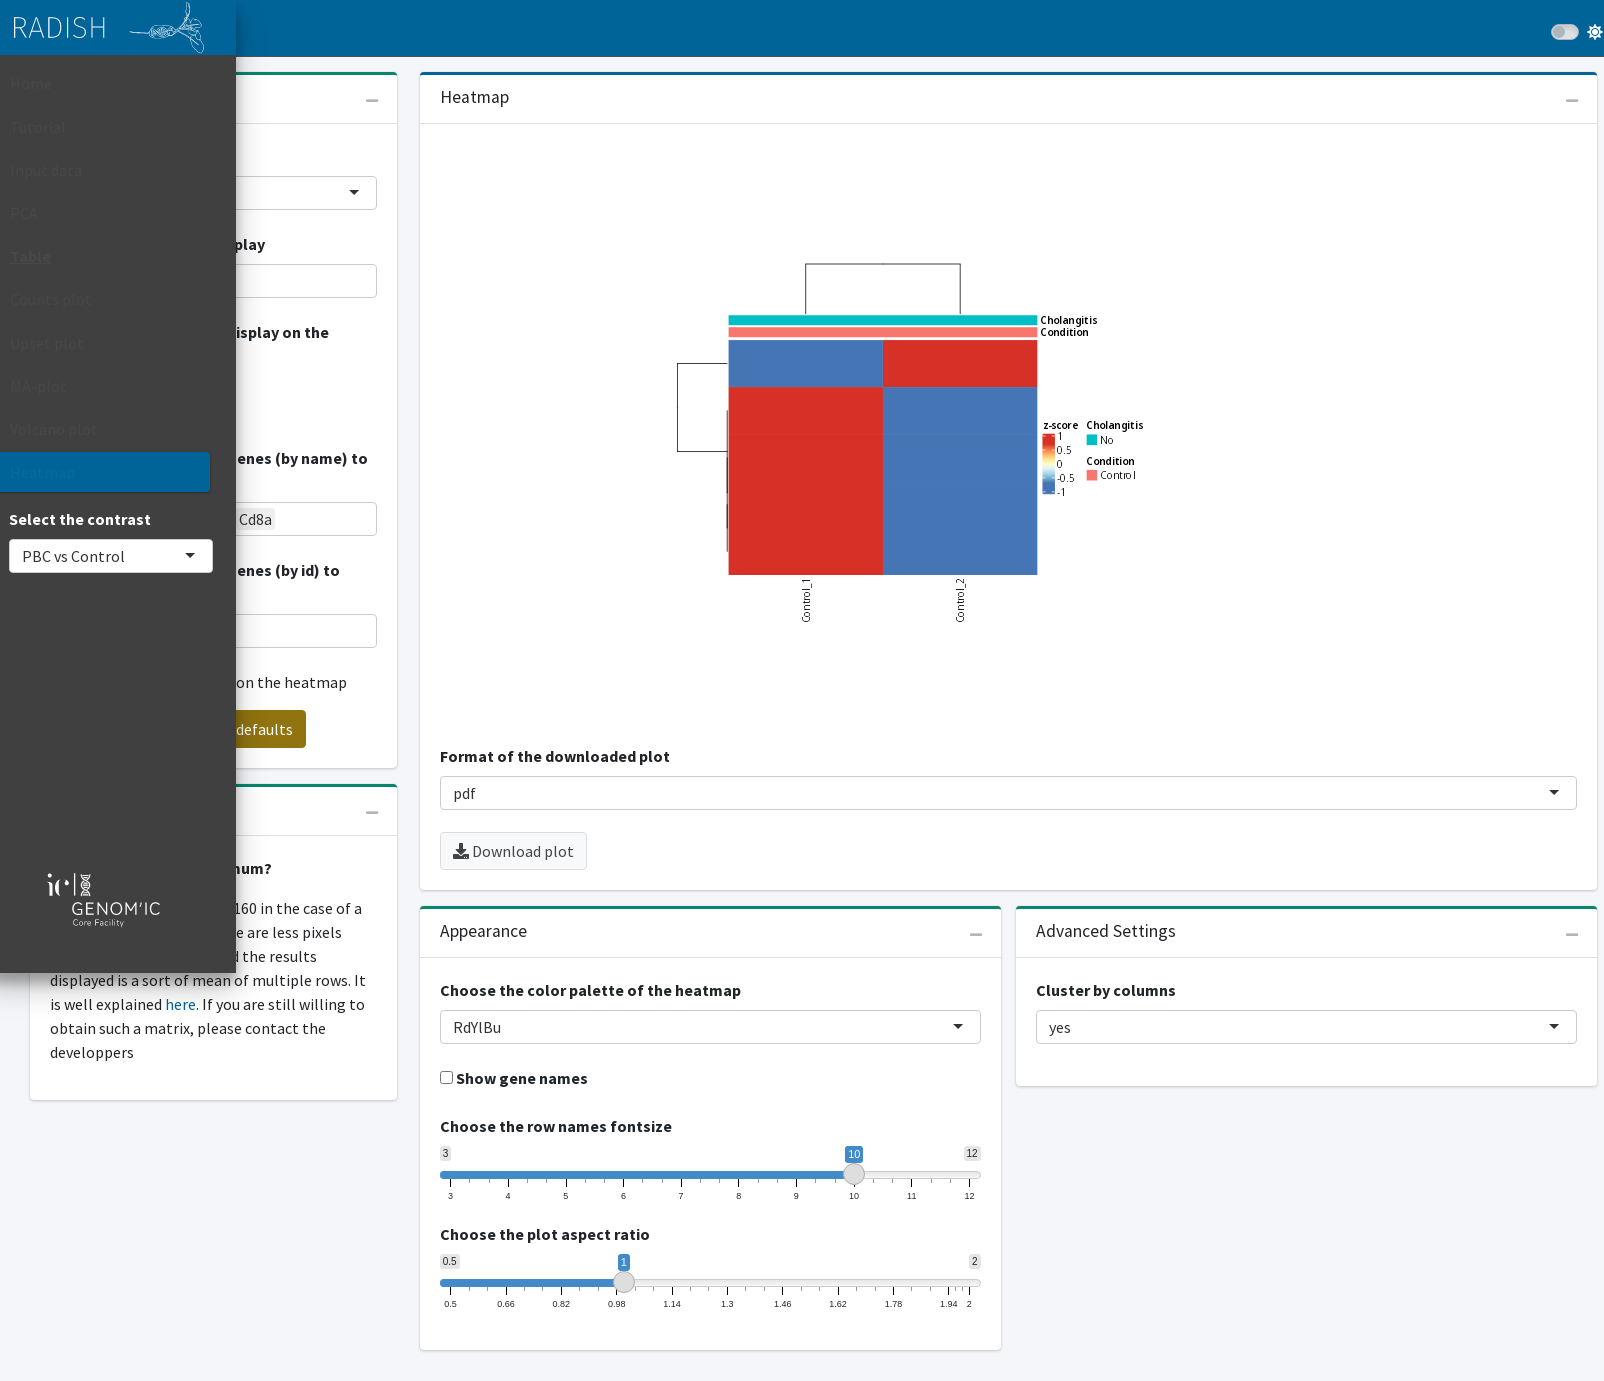 RADISH
Home
Tutorial
Input data
PCA
Table
Counts plot
Upset plot
MA-plot
Volcano plot
Heatmap
Select the contrast
PBC vs Control
ic
GENOM'IC
Core Facility
play
isplay on the
enes (by name) to
Cd8a
enes (by id) to
on the heatmap
defaults
num?
160 in the case of a
e are less pixels
d the results
displayed is a sort of mean of multiple rows. It
is well explained here. If you are still willing to
obtain such a matrix, please contact the
developpers
Heatmap
Cholangitis
Condition
z-score
1
0.5
0
-0.5
-1
Cholangitis
No
Condition
Control
Control_1
Control_2
Format of the downloaded plot
pdf
Download plot
Appearance
Choose the color palette of the heatmap
RdYlBu
Show gene names
Choose the row names fontsize
3 10 12
3 4 5 6 7 8 9 10 11 12
Choose the plot aspect ratio
0.5 1 2
0.5 0.66 0.82 0.98 1.14 1.3 1.46 1.62 1.78 1.94 2
Advanced Settings
Cluster by columns
yes